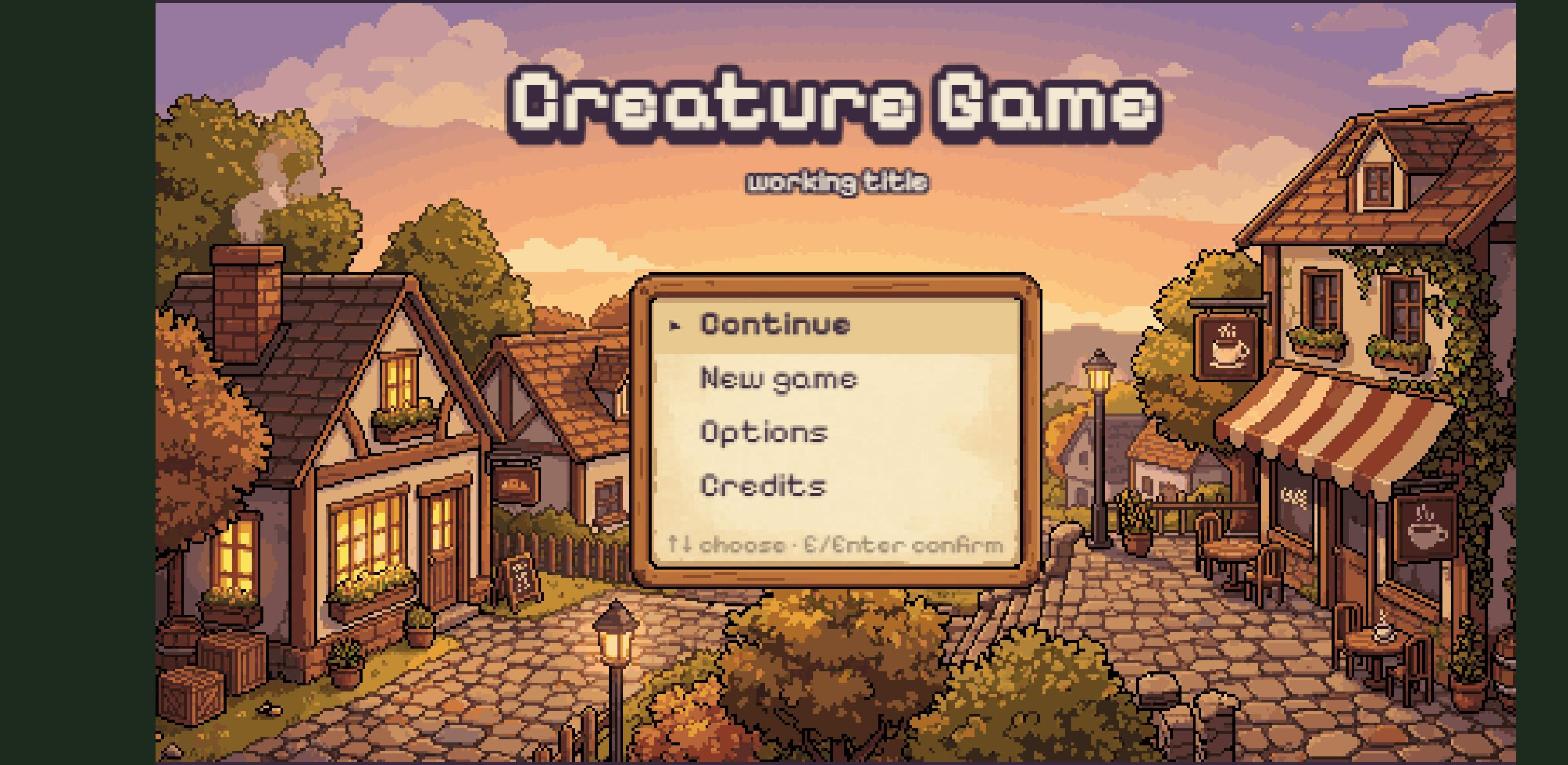 Creature Game
working title
▸ Continue
New game
Options
Credits
↑↓ choose · E/Enter confirm